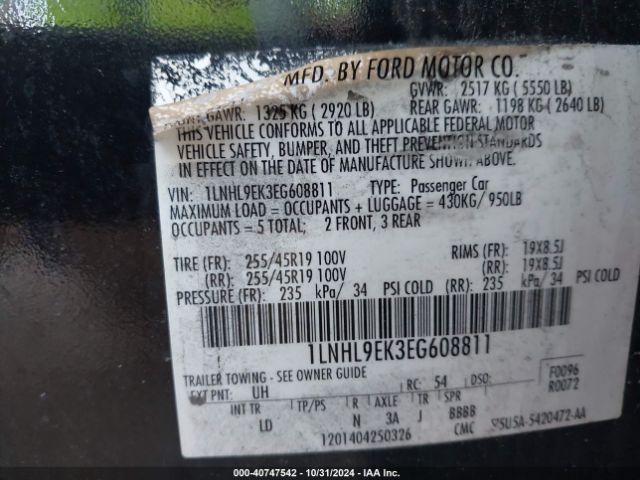 MFD. BY FORD MOTOR CO.
GVWR: 2517 KG ( 5550 LB)
GAWR: 1325 KG ( 2920 LB) REAR GAWR: 1198 KG ( 2640 LB)
THIS VEHICLE CONFORMS TO ALL APPLICABLE FEDERAL MOTOR
VEHICLE SAFETY, BUMPER, AND THEFT PREVENTION STANDARDS
IN EFFECT ON THE DATE OF MANUFACTURE SHOWN ABOVE.
VIN: 1LNHL9EK3EG608811 TYPE: Passenger Car
MAXIMUM LOAD = OCCUPANTS + LUGGAGE = 430KG/ 950LB
OCCUPANTS = 5 TOTAL; 2 FRONT, 3 REAR
TIRE (FR): 255/45R19 100V RIMS (FR): 19X8.5J
(RR): 255/45R19 100V (RR): 19X8.5J
PRESSURE (FR): 235 kPa/ 34 PSI COLD (RR): 235 kPa/ 34 PSI COLD
1LNHL9EK3EG608811
TRAILER TOWING - SEE OWNER GUIDE F0096
EXT PNT: UH RC: 54 DSO: R0072
INT TR TP/PS R AXLE TR SPR
LD N 3A J BBBB
1201404250326 CMC 5U5A-5420472-AA
000-40747542 - 10/31/2024 - IAA Inc.